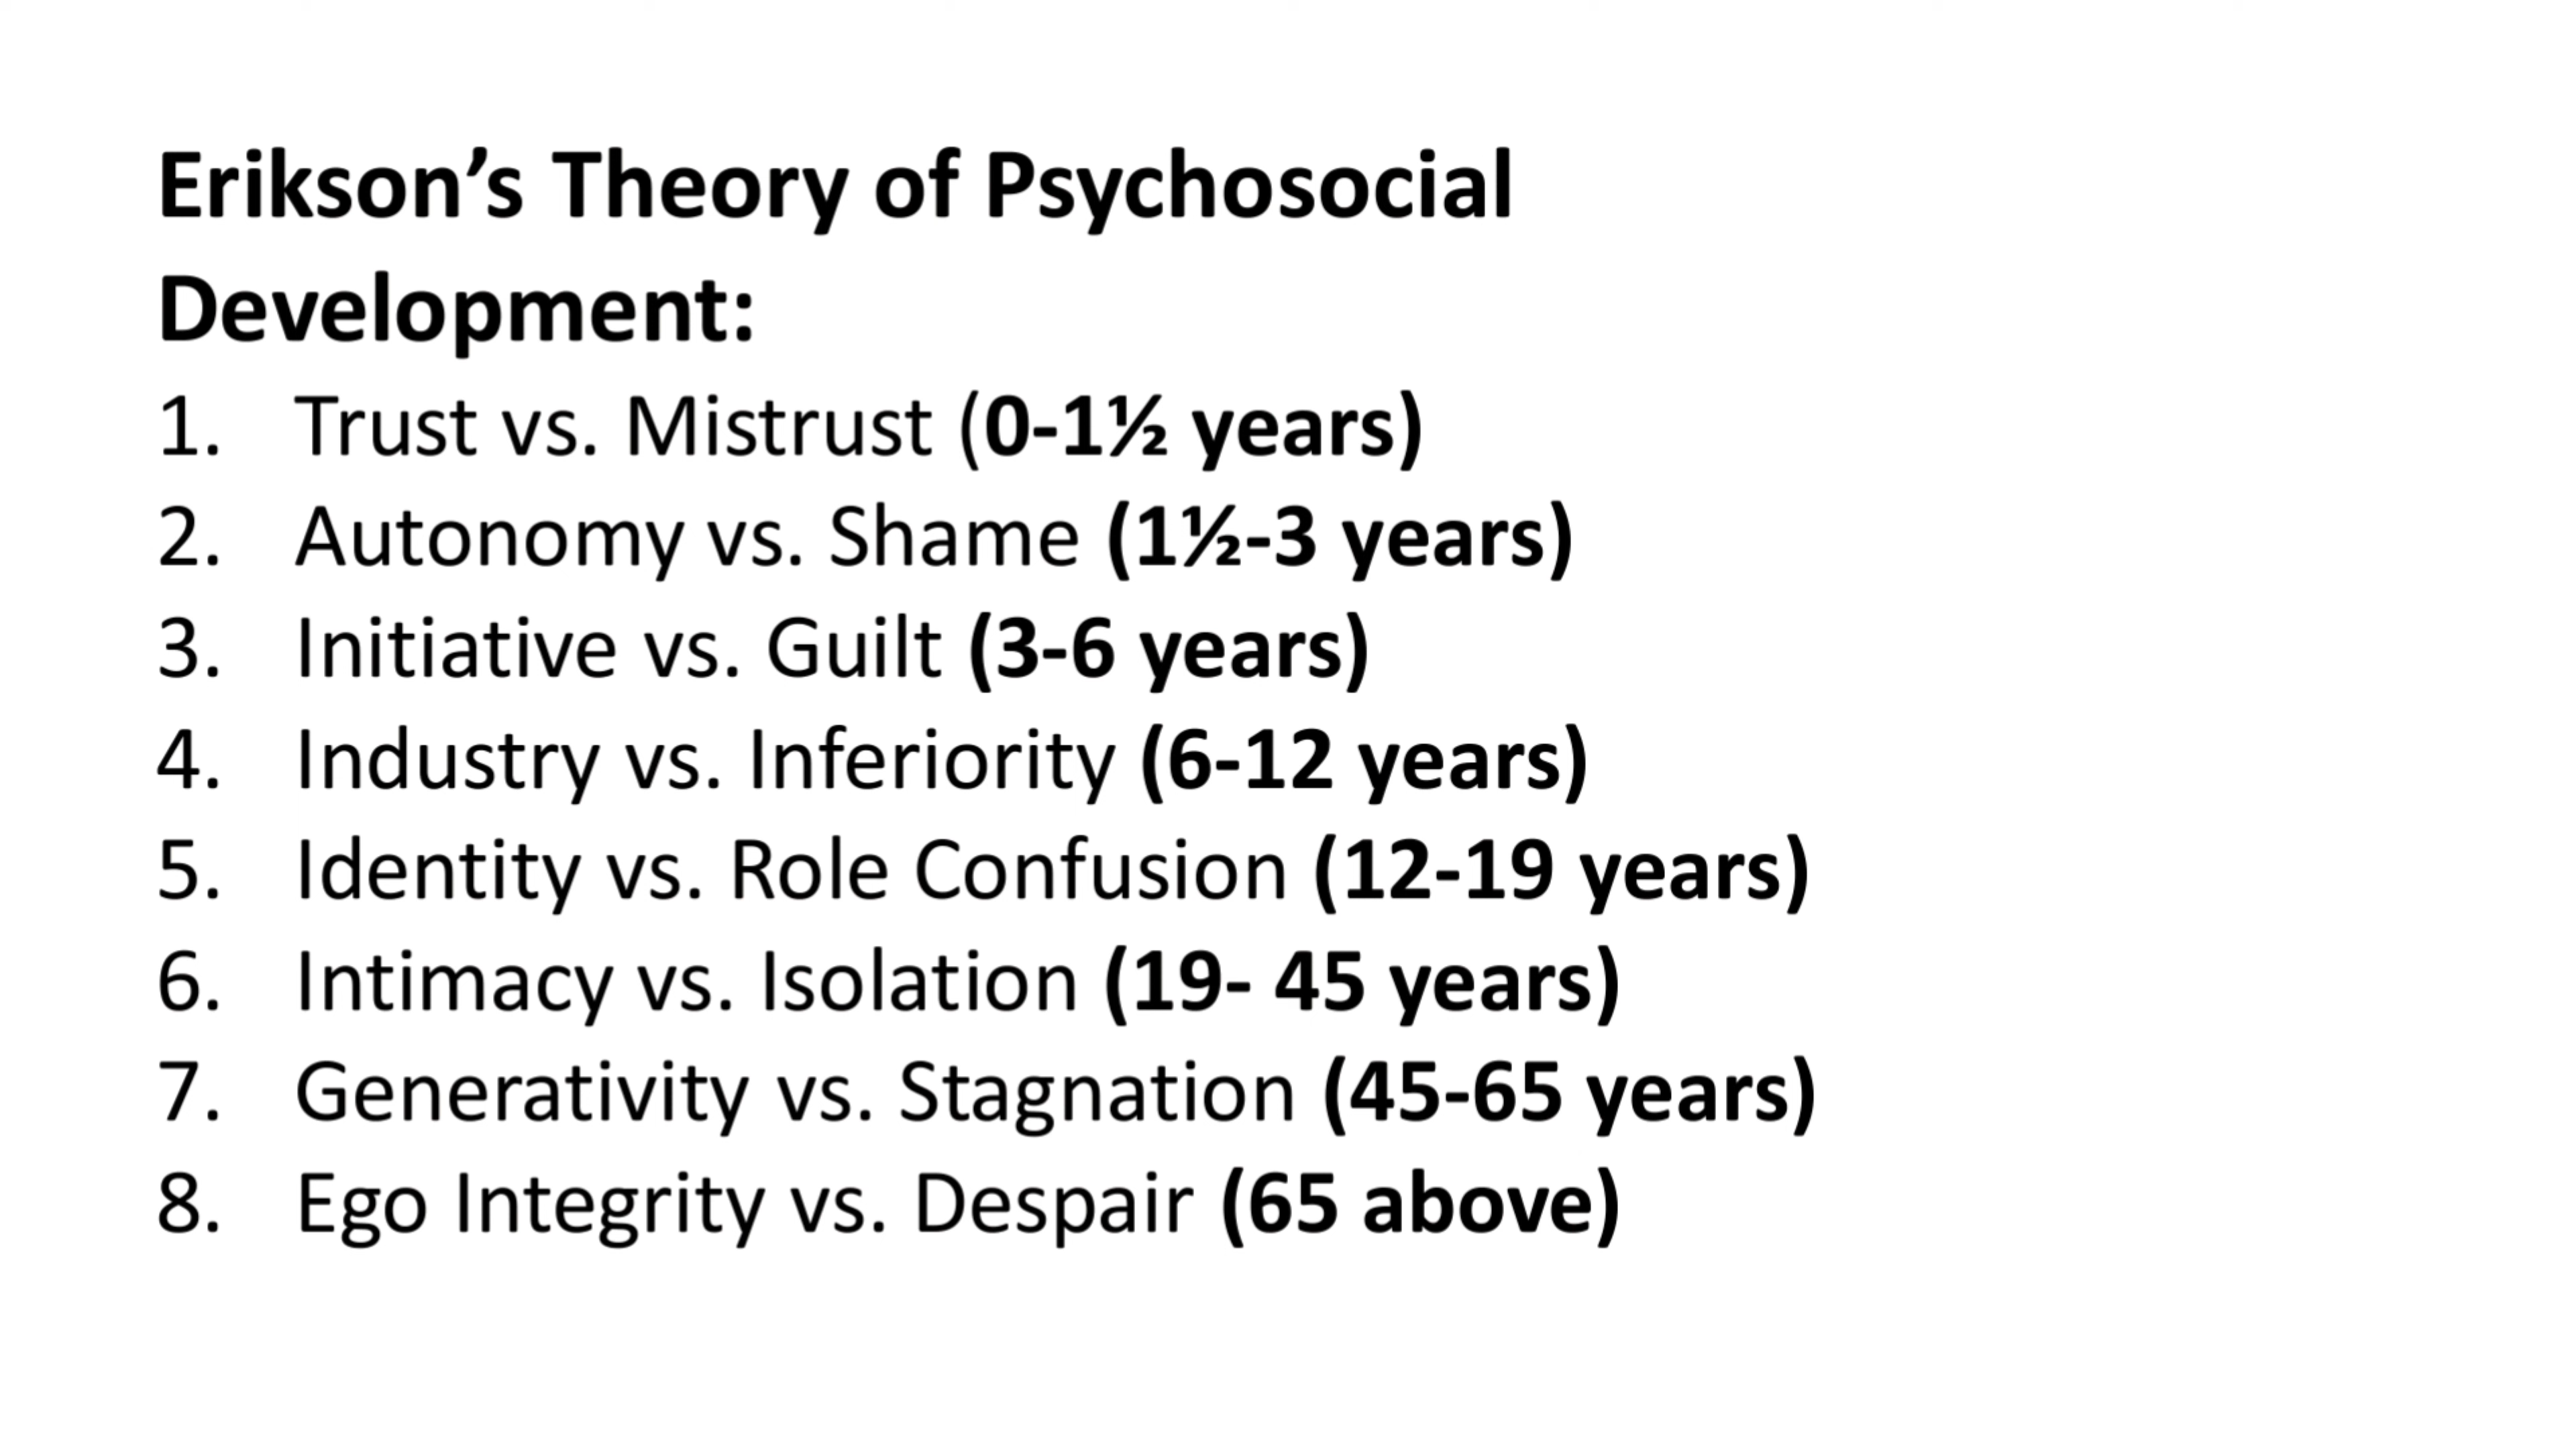 Erikson’s Theory of Psychosocial
Development:
1. Trust vs. Mistrust (0-1½ years)
2. Autonomy vs. Shame (1½-3 years)
3. Initiative vs. Guilt (3-6 years)
4. Industry vs. Inferiority (6-12 years)
5. Identity vs. Role Confusion (12-19 years)
6. Intimacy vs. Isolation (19- 45 years)
7. Generativity vs. Stagnation (45-65 years)
8. Ego Integrity vs. Despair (65 above)